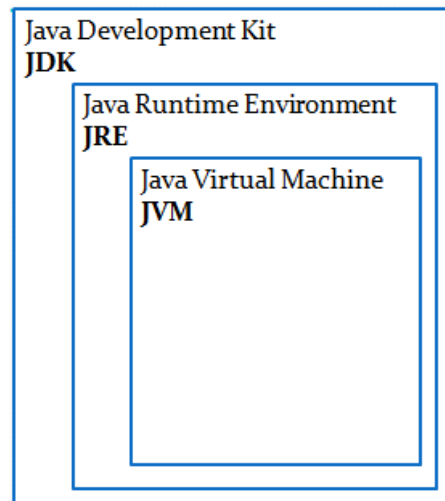 Java Development Kit
JDK
Java Runtime Environment
JRE
Java Virtual Machine
JVM